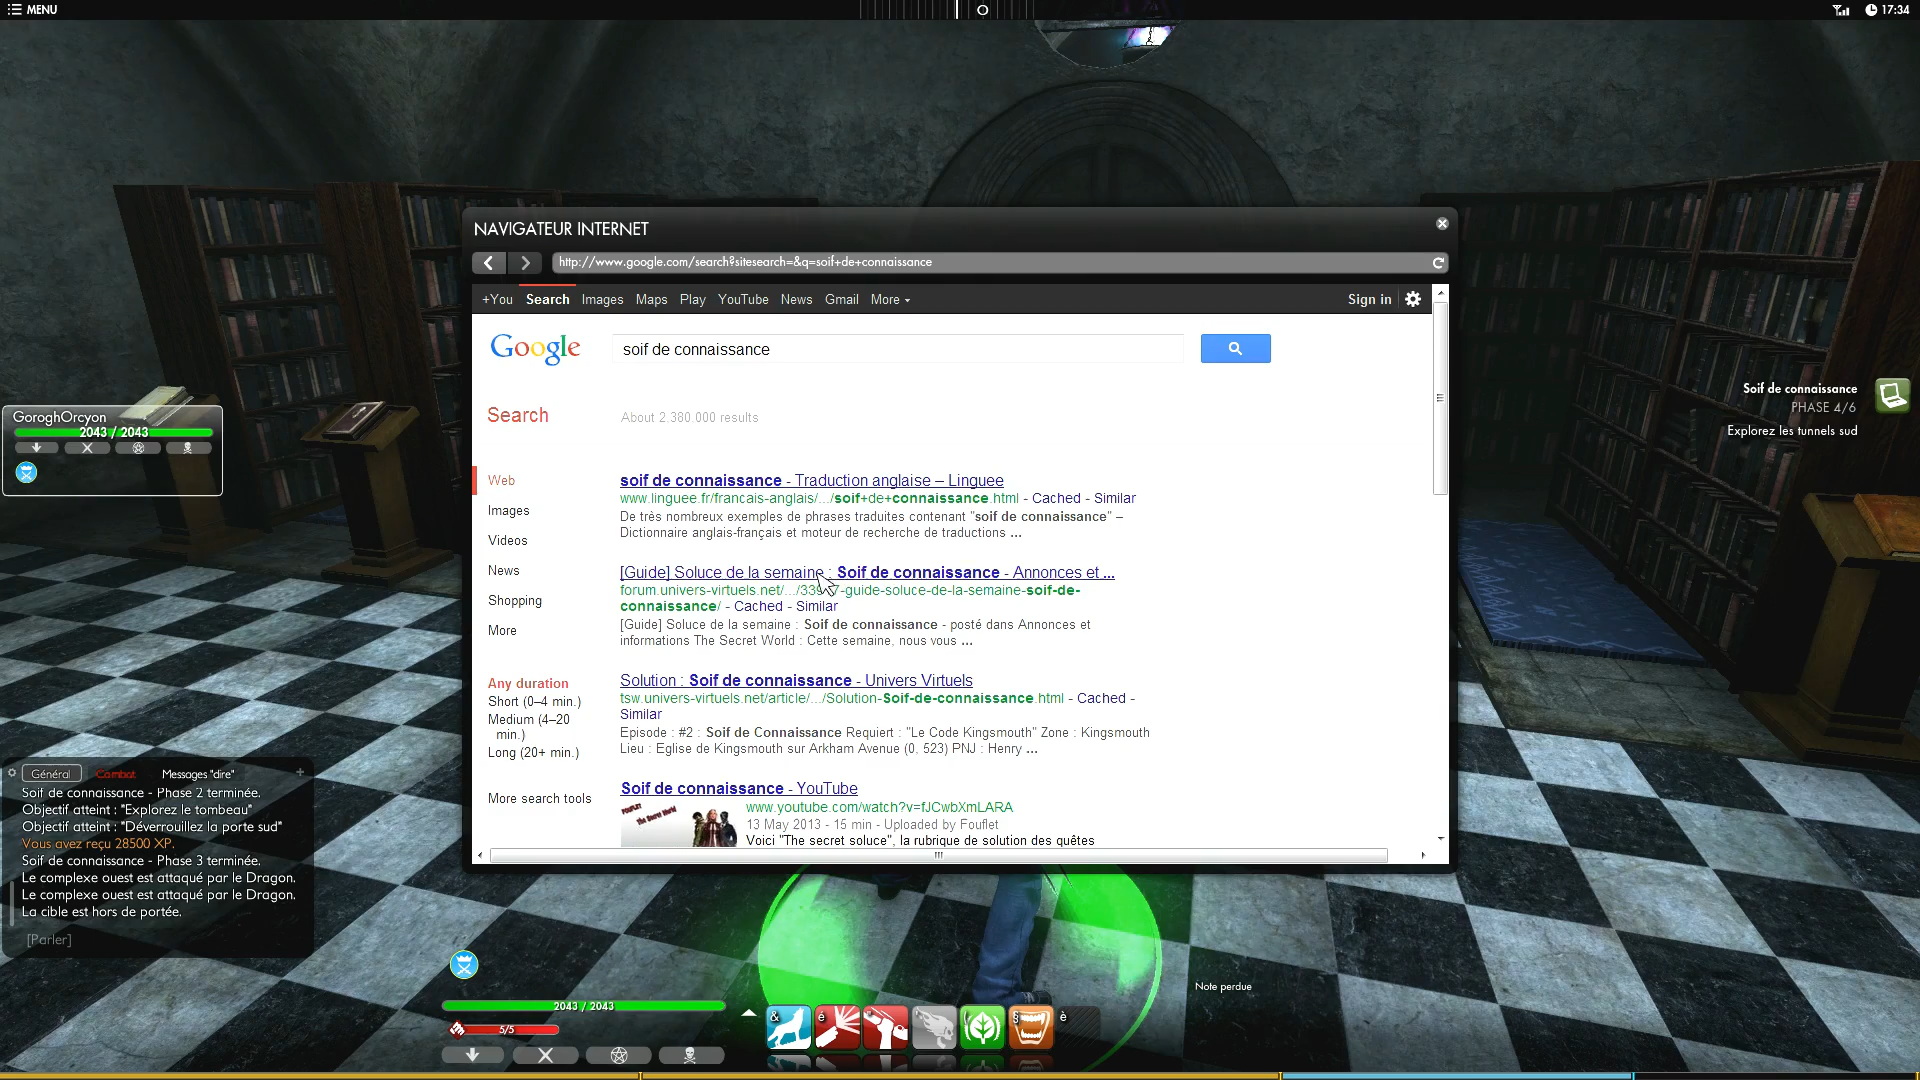 MENU
17:34
NAVIGATEUR INTERNET
http://www.google.com/search?sitesearch=&q=soif+de+connaissance
+You Search Images Maps Play YouTube News Gmail More
Sign in
Google
soif de connaissance
Search
About 2.380.000 results
Web
Images
Videos
News
Shopping
More
Any duration
Short (0–4 min.)
Medium (4–20
min.)
Long (20+ min.)
More search tools
soif de connaissance - Traduction anglaise – Linguee
www.linguee.fr/francais-anglais/.../soif+de+connaissance.html - Cached - Similar
De très nombreux exemples de phrases traduites contenant "soif de connaissance" –
Dictionnaire anglais-français et moteur de recherche de traductions ...
[Guide] Soluce de la semaine : Soif de connaissance - Annonces et ...
forum.univers-virtuels.net/.../339 7-guide-soluce-de-la-semaine-soif-de-
connaissance/ - Cached - Similar
[Guide] Soluce de la semaine : Soif de connaissance - posté dans Annonces et
informations The Secret World : Cette semaine, nous vous ...
Solution : Soif de connaissance - Univers Virtuels
tsw.univers-virtuels.net/article/.../Solution-Soif-de-connaissance.html - Cached -
Similar
Episode : #2 : Soif de Connaissance Requiert : "Le Code Kingsmouth" Zone : Kingsmouth
Lieu : Eglise de Kingsmouth sur Arkham Avenue (0, 523) PNJ : Henry ...
Soif de connaissance - YouTube
www.youtube.com/watch?v=fJCwbXmLARA
13 May 2013 - 15 min - Uploaded by Fouflet
Voici "The secret soluce", la rubrique de solution des quêtes
The Secret World
GoroghOrcyon
2043 / 2043
Soif de connaissance
PHASE 4/6
Explorez les tunnels sud
Général Combat Messages "dire"
Soif de connaissance - Phase 2 terminée.
Objectif atteint : "Explorez le tombeau"
Objectif atteint : "Déverrouillez la porte sud"
Vous avez reçu 28500 XP.
Soif de connaissance - Phase 3 terminée.
Le complexe ouest est attaqué par le Dragon.
Le complexe ouest est attaqué par le Dragon.
La cible est hors de portée.
[Parler]
2043 / 2043
5/5
& é § è
Note perdue